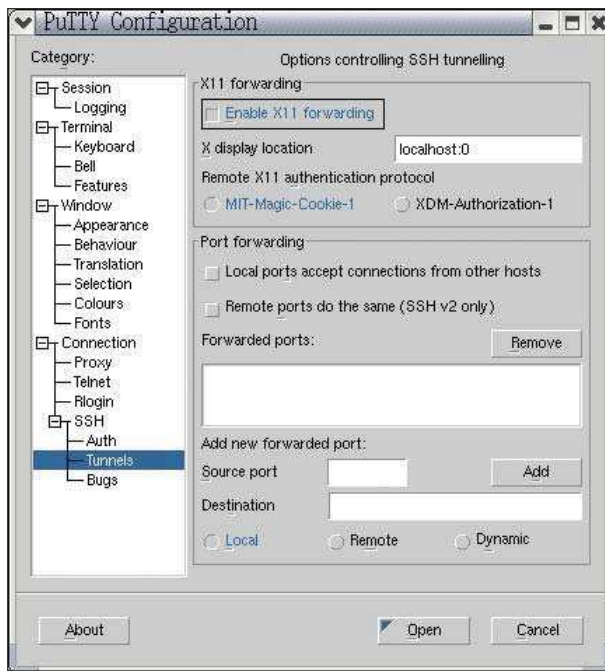 PuTTY Configuration
Category:
Session
Logging
Terminal
Keyboard
Bell
Features
Window
Appearance
Behaviour
Translation
Selection
Colours
Fonts
Connection
Proxy
Telnet
Rlogin
SSH
Auth
Tunnels
Bugs
Options controlling SSH tunnelling
X11 forwarding
Enable X11 forwarding
X display location localhost:0
Remote X11 authentication protocol
MIT-Magic-Cookie-1 XDM-Authorization-1
Port forwarding
Local ports accept connections from other hosts
Remote ports do the same (SSH v2 only)
Forwarded ports: Remove
Add new forwarded port:
Source port Add
Destination
Local Remote Dynamic
About Open Cancel